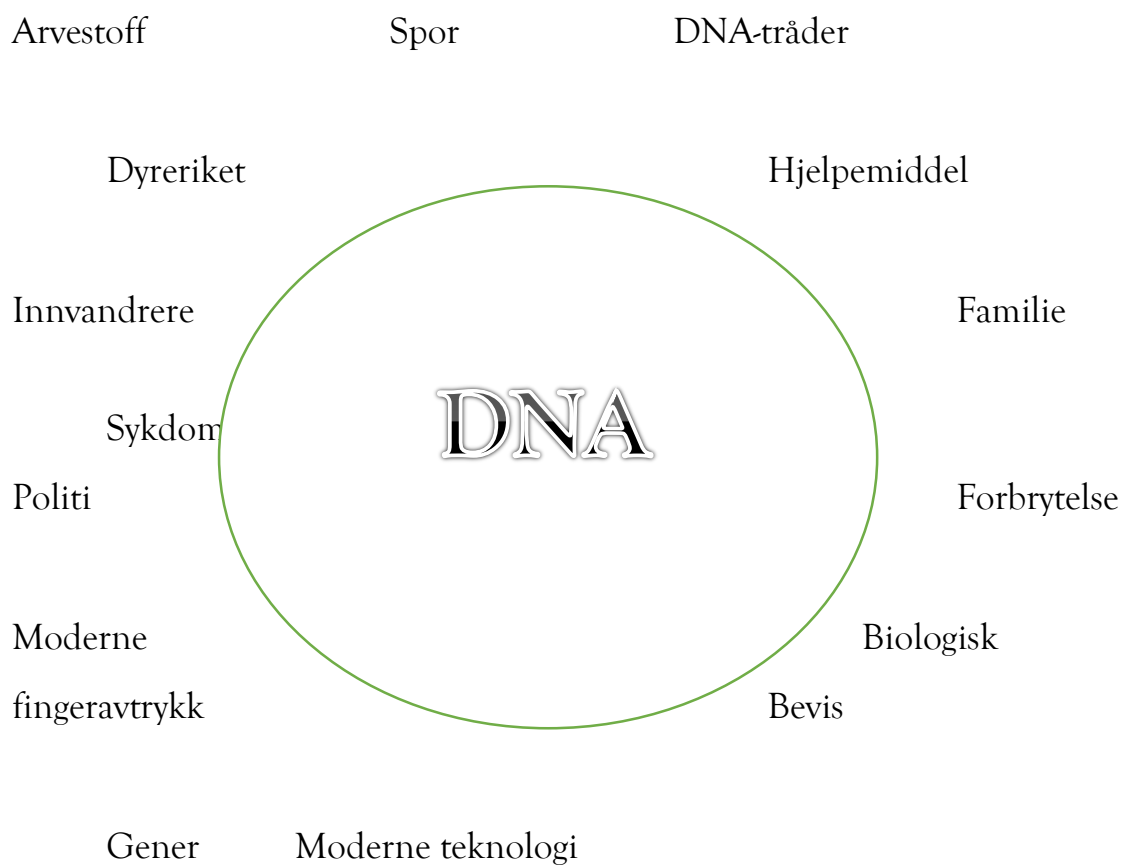 Arvestoff Spor DNA-tråder
Dyreriket Hjelpemiddel
Innvandrere Familie
DNA
Sykdom
Politi Forbrytelse
Moderne Biologisk
fingeravtrykk Bevis
Gener Moderne teknologi